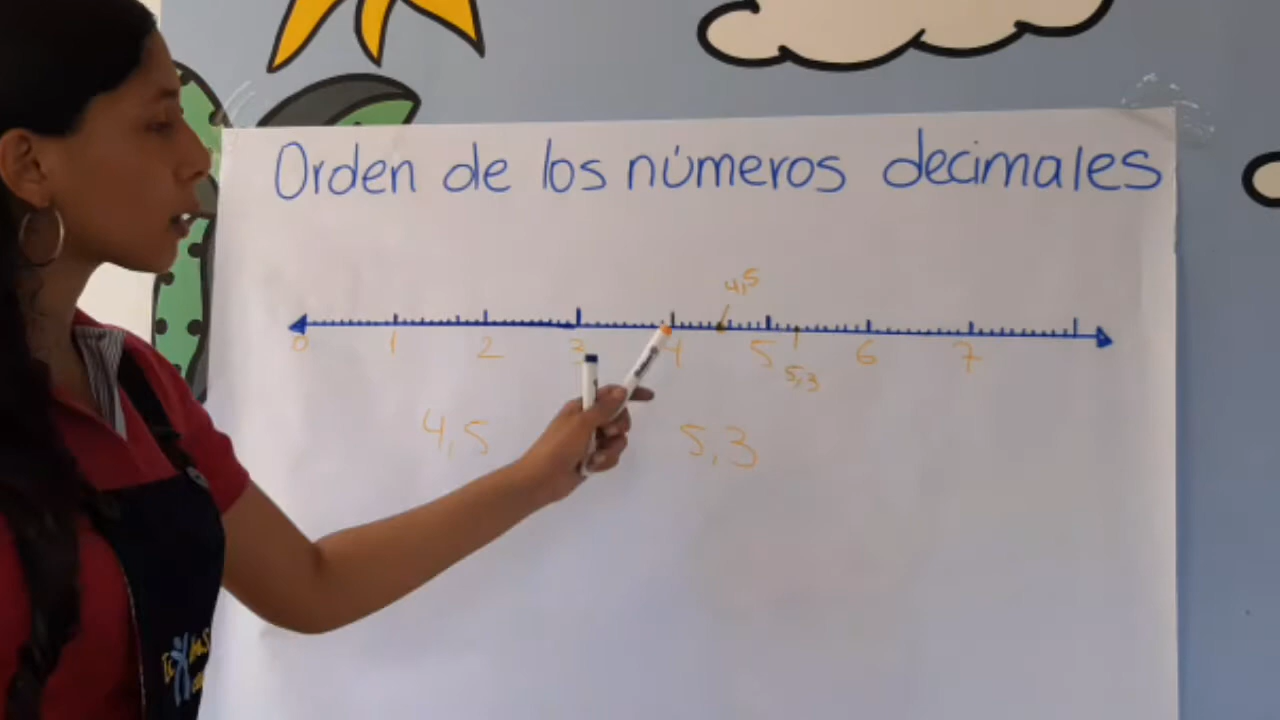 Orden de los números decimales
4,5
0 1 2 3 4 5 6 7
5,3
4,5 5,3